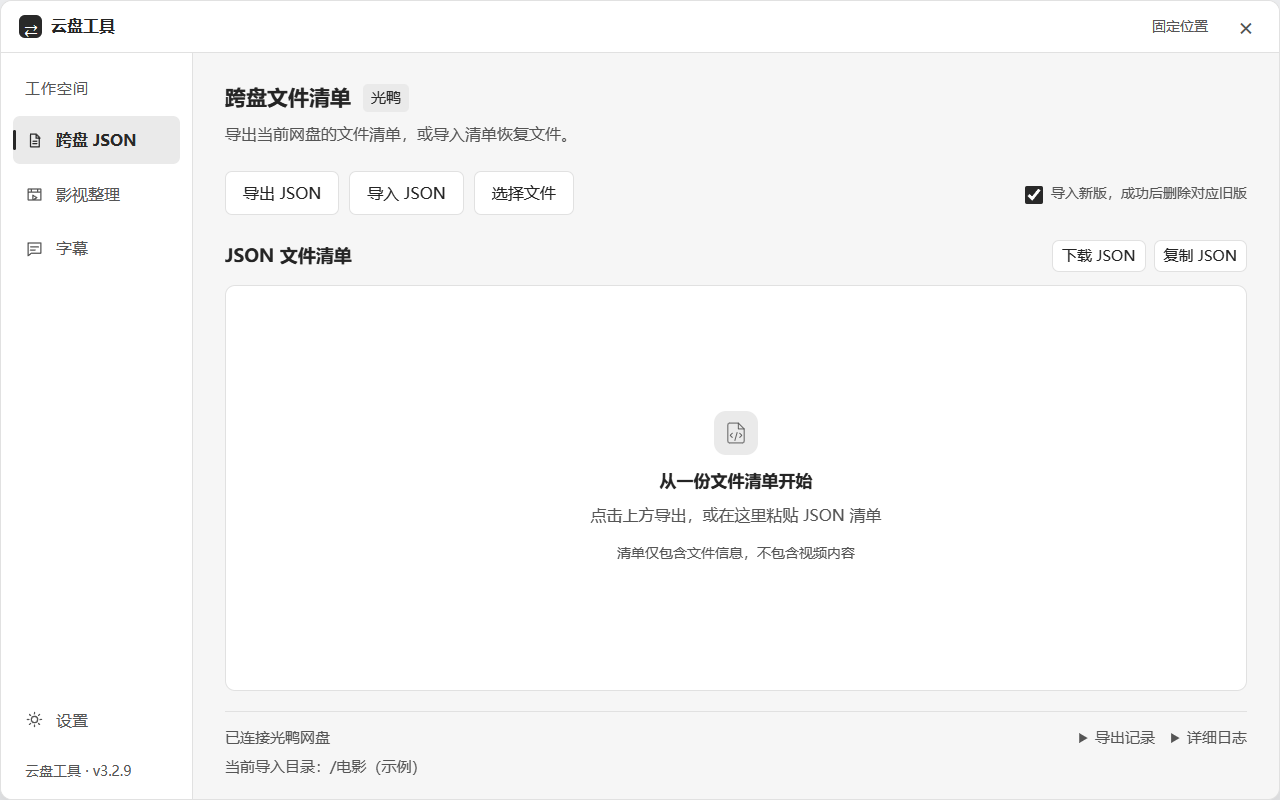 云盘工具
固定位置
工作空间
跨盘 JSON
影视整理
字幕
设置
云盘工具 · v3.2.9
跨盘文件清单 光鸭
导出当前网盘的文件清单，或导入清单恢复文件。
导出 JSON 导入 JSON 选择文件
导入新版，成功后删除对应旧版
JSON 文件清单
下载 JSON 复制 JSON
从一份文件清单开始
点击上方导出，或在这里粘贴 JSON 清单
清单仅包含文件信息，不包含视频内容
已连接光鸭网盘
导出记录 详细日志
当前导入目录：/电影（示例）